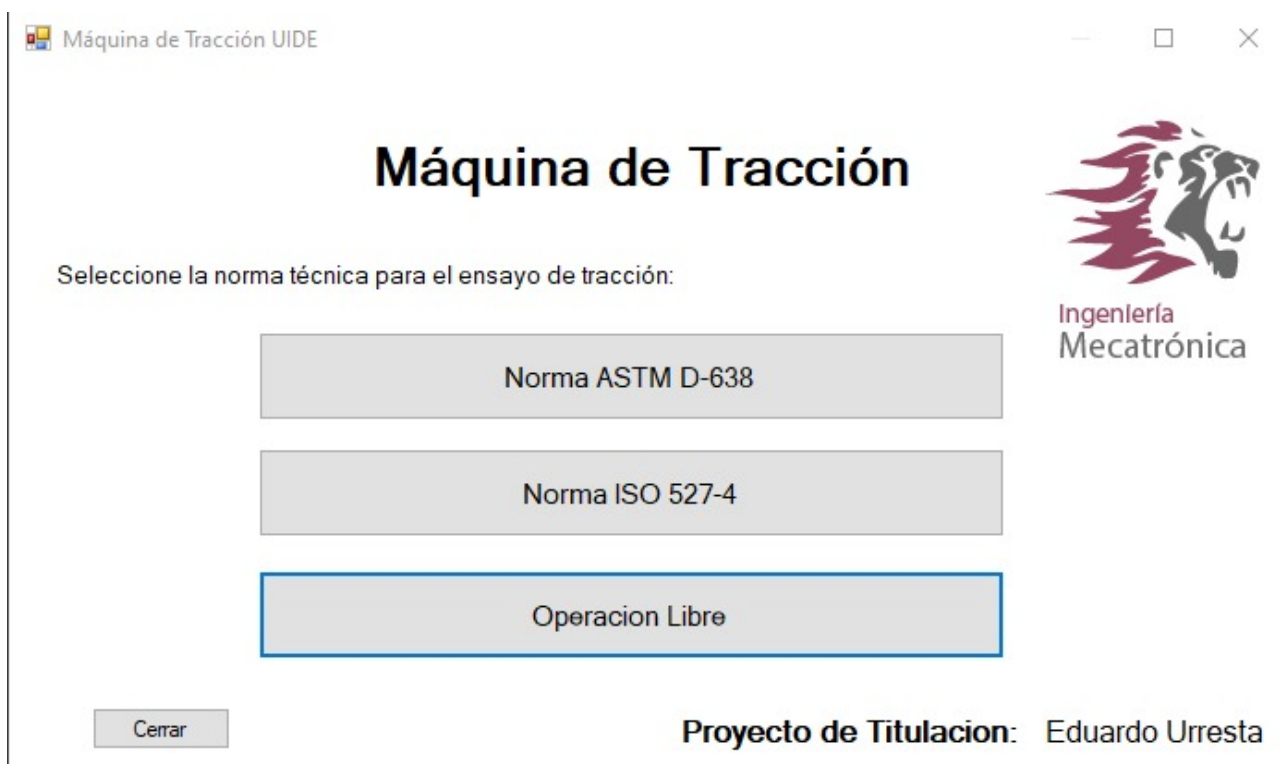 Máquina de Tracción UIDE
Máquina de Tracción
Seleccione la norma técnica para el ensayo de tracción:
Ingeniería
Mecatrónica
Norma ASTM D-638
Norma ISO 527-4
Operacion Libre
Cerrar
Proyecto de Titulacion: Eduardo Urresta